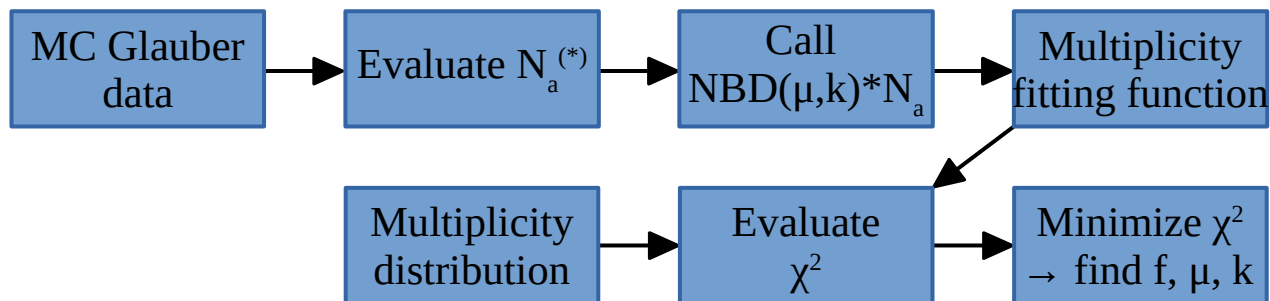 MC Glauber
data
Evaluate Nₐ⁽*⁾
Call
NBD(μ,k)*Nₐ
Multiplicity
fitting function
Multiplicity
distribution
Evaluate
χ²
Minimize χ²
→ find f, μ, k